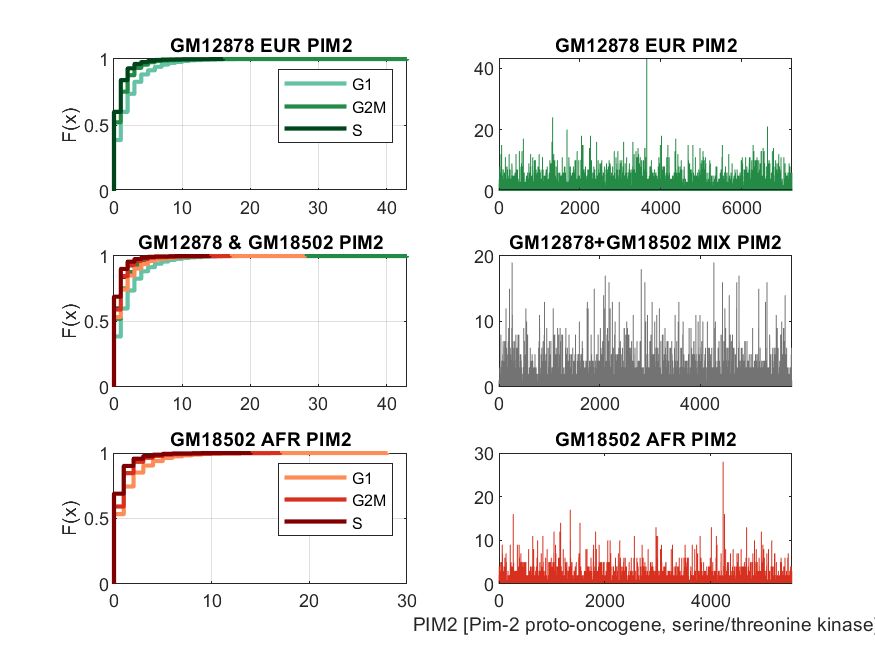 GM12878 EUR PIM2
F(x)
1
0.5
0
0 10 20 30 40
G1
G2M
S
GM12878 EUR PIM2
40
20
0
0 2000 4000 6000
GM12878 & GM18502 PIM2
F(x)
1
0.5
0
0 10 20 30 40
GM12878+GM18502 MIX PIM2
20
10
0
0 2000 4000
GM18502 AFR PIM2
F(x)
1
0.5
0
0 10 20 30
G1
G2M
S
GM18502 AFR PIM2
30
20
10
0
0 2000 4000
PIM2 [Pim-2 proto-oncogene, serine/threonine kinase]